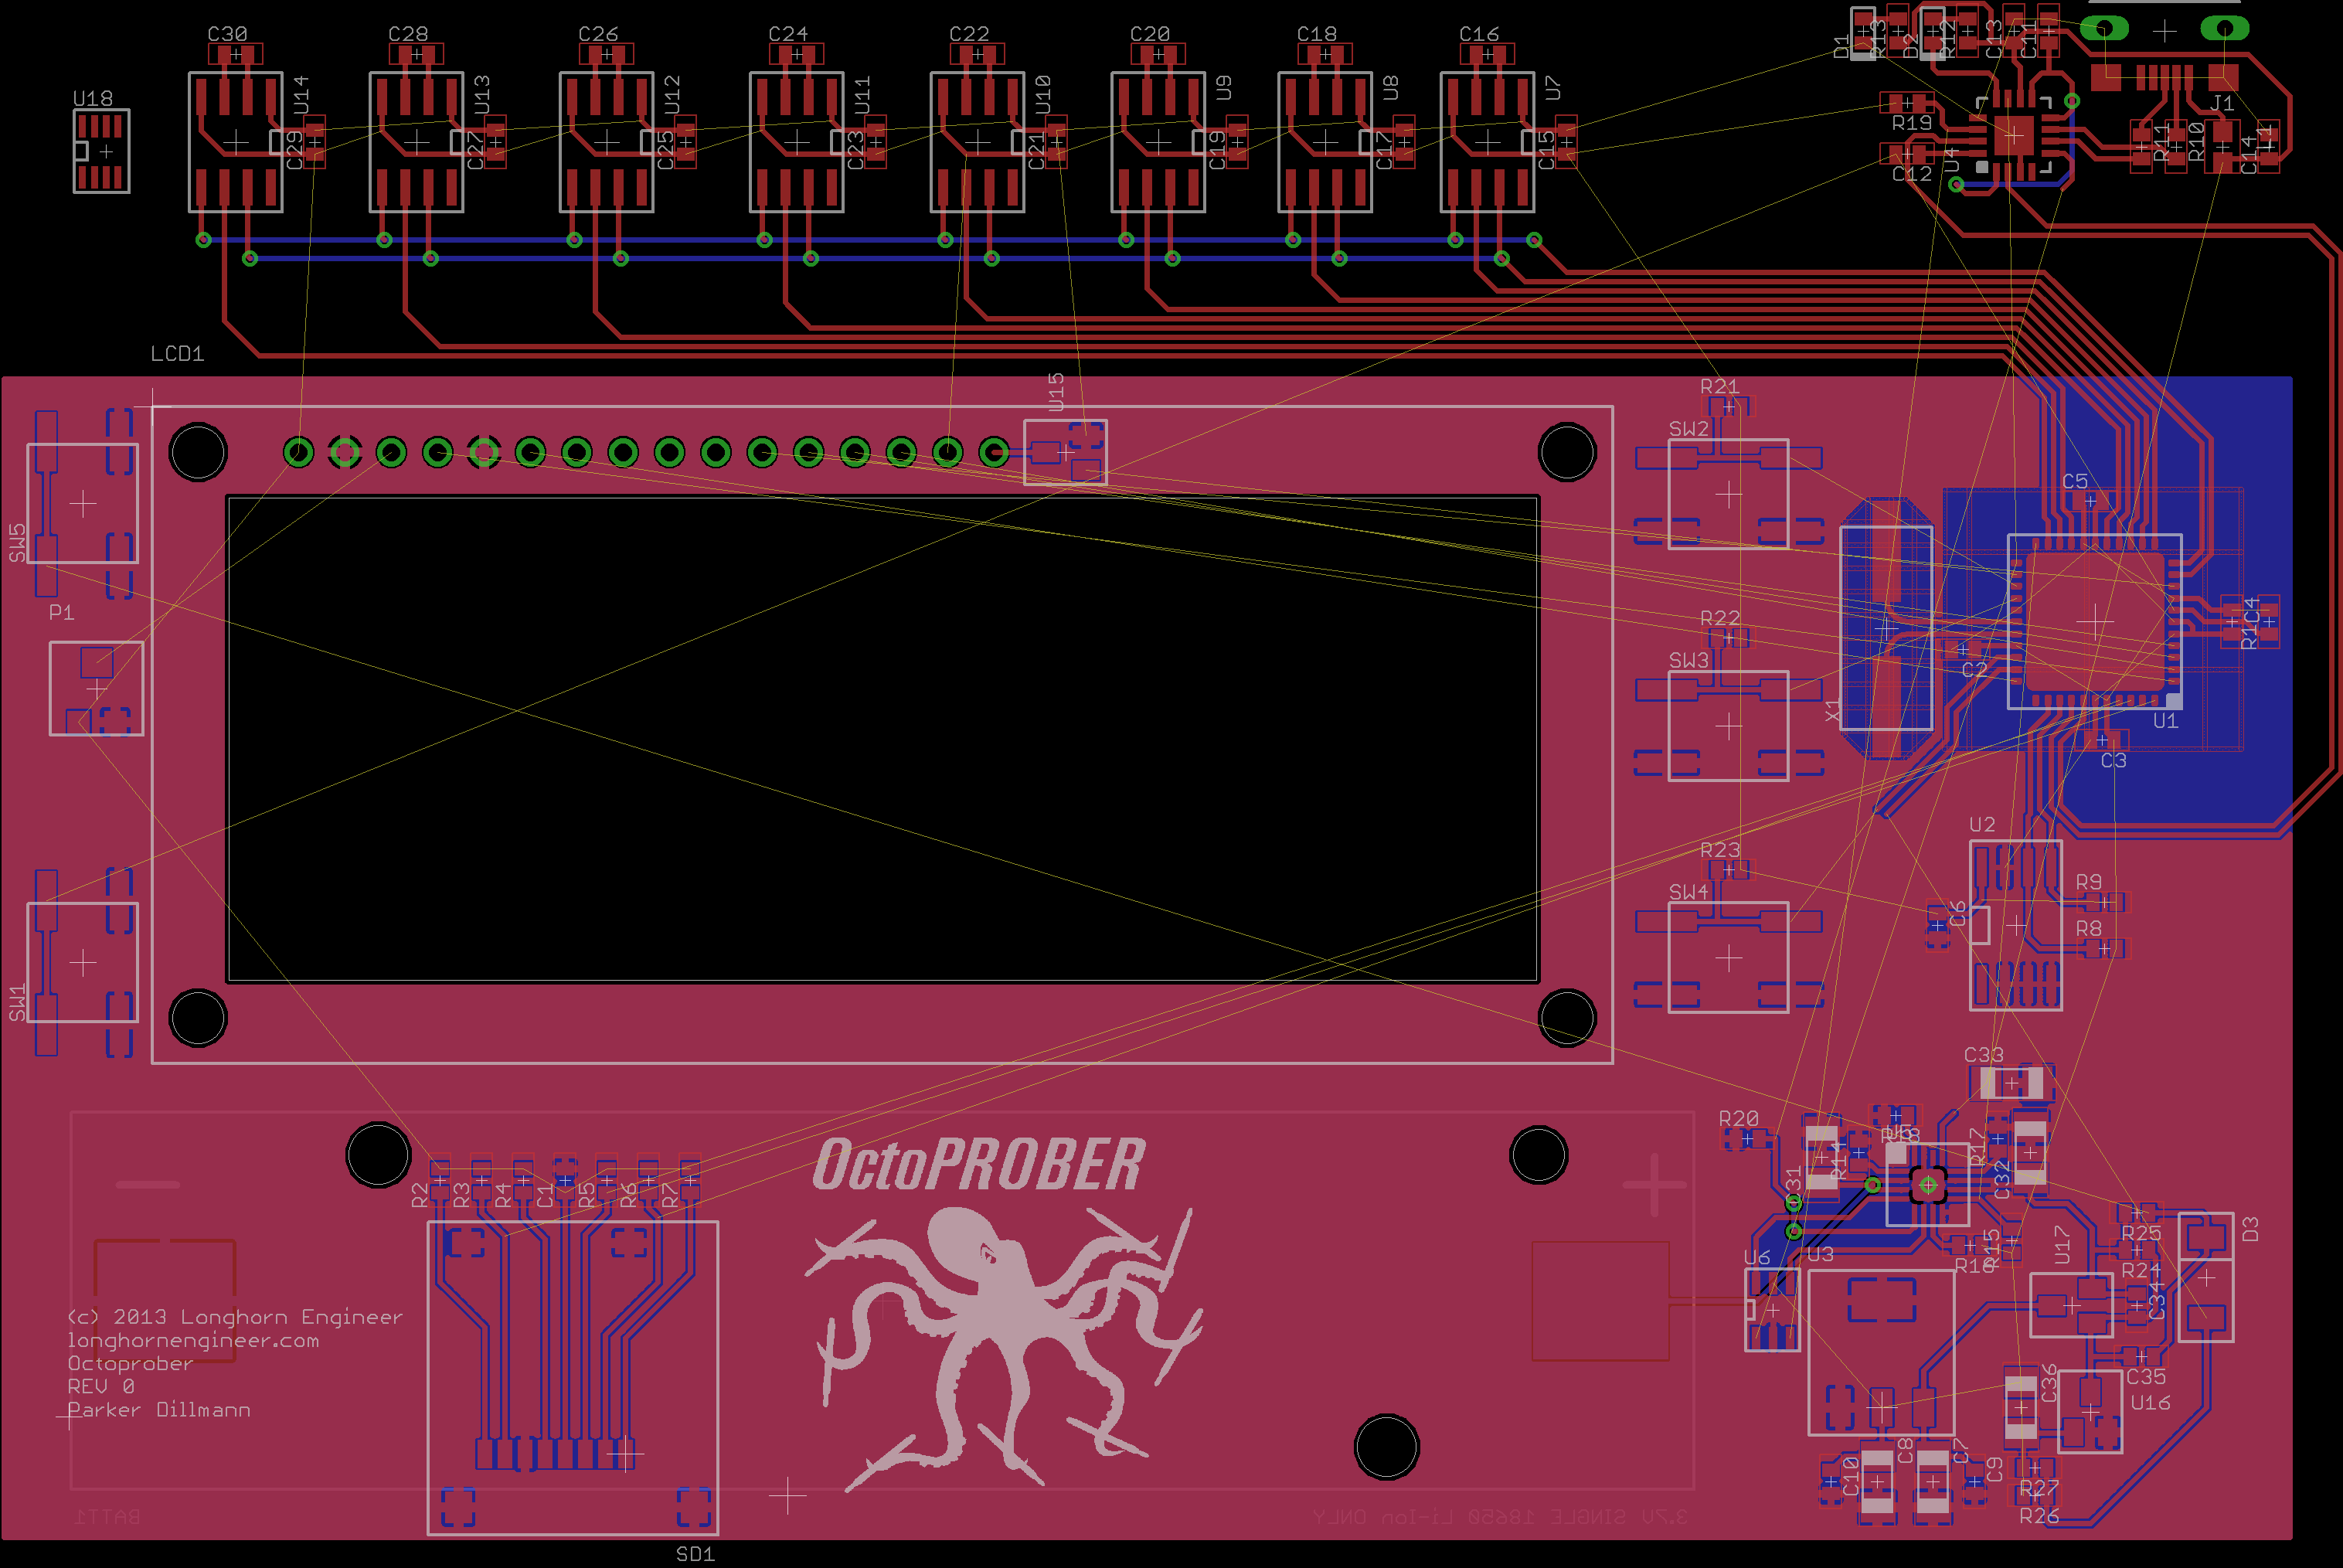 C30 C28 C26 C24 C22 C20 C18 C16
D1 R13 D2 R12 C13 C11
U18 U14 U13 U12 U11 U10 U9 U8 U7
C29 C27 C25 C23 C21 C19 C17 C15
R19 C12 U4 R11 R10 J1 C14 L1
LCD1
U15
R21
SW2
SW5
C5
P1
R22
SW3
R1 C4
C2
X1
U1
C3
U2
R23
SW4
R9
C6
R8
SW1
C33
R20
U5
R18
R14
R17
C31
C32
OctoPROBER
R2 R3 R4 C1 R5 R6 R7
R25
D3
U17
R15
R16
R24
U6 U3
C34
(c) 2013 Longhorn Engineer
longhornengineer.com
Octoprober
REV 0
Parker Dillmann
C35
C36
U16
C10 C8 C7 C9
R27
R26
BATT1
3.7V SINGLE 18650 Li-Ion ONLY
SD1